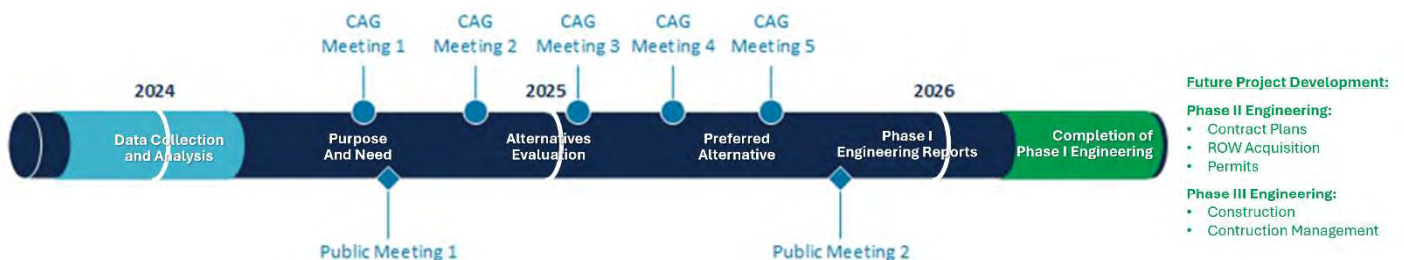 CAG
Meeting 1
CAG
Meeting 2
CAG
Meeting 3
CAG
Meeting 4
CAG
Meeting 5
2024
2025
2026
Data Collection
and Analysis
Purpose
And Need
Alternatives
Evaluation
Preferred
Alternative
Phase I
Engineering Reports
Completion of
Phase I Engineering
Public Meeting 1
Public Meeting 2
Future Project Development:
Phase II Engineering:
• Contract Plans
• ROW Acquisition
• Permits
Phase III Engineering:
• Construction
• Contruction Management